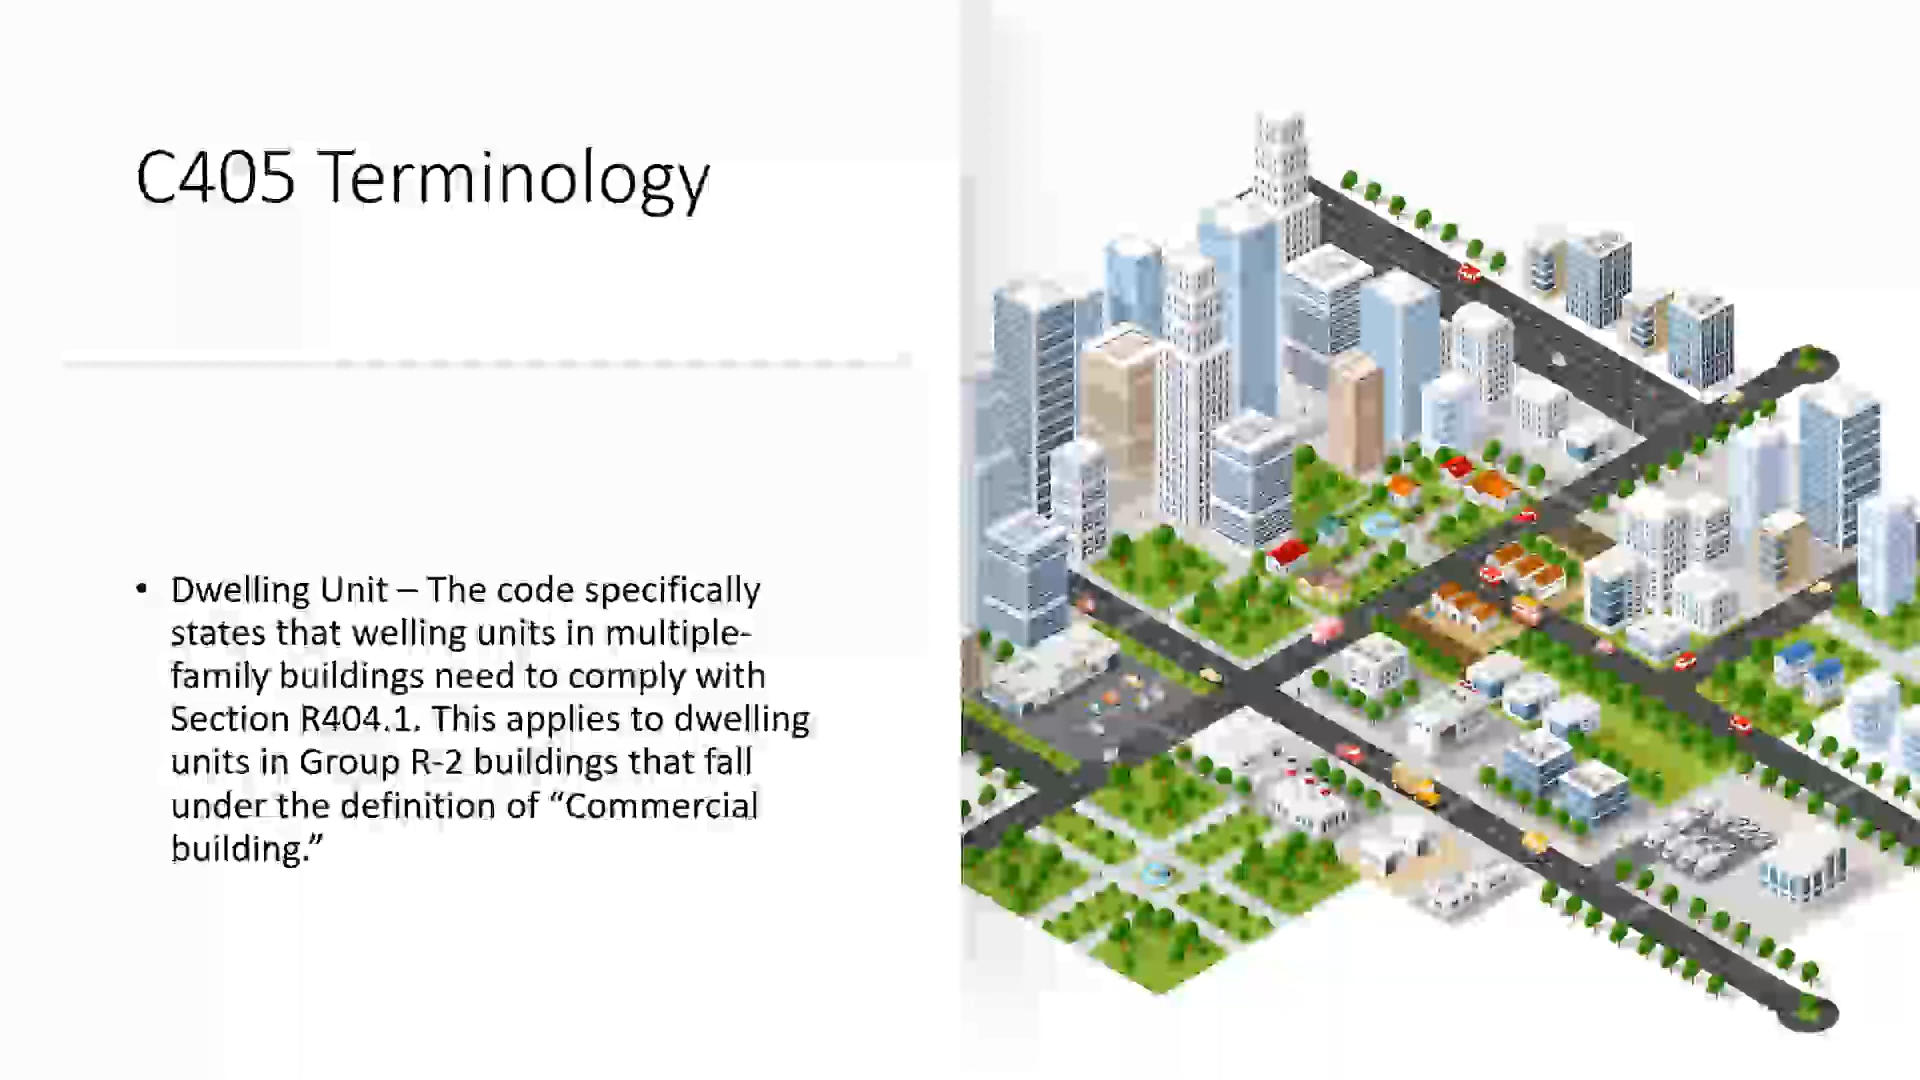 C405 Terminology
• Dwelling Unit – The code specifically
states that welling units in multiple-
family buildings need to comply with
Section R404.1. This applies to dwelling
units in Group R-2 buildings that fall
under the definition of “Commercial
building.”